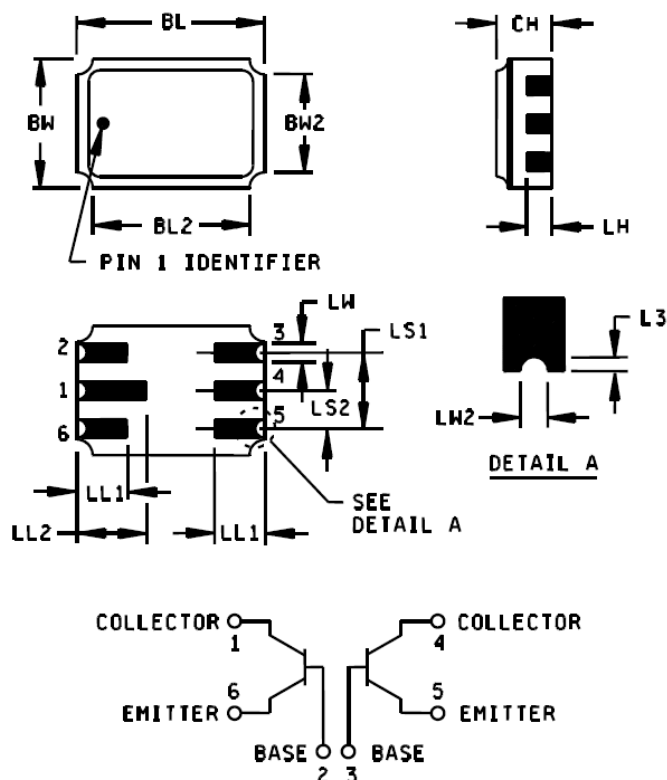 BL
CH
BW
BW2
BL2
LH
PIN 1 IDENTIFIER
LW
LS1
L3
2
3
1
4
LS2
6
5
LW2
DETAIL A
LL1
SEE
DETAIL A
LL2
LL1
COLLECTOR
1
COLLECTOR
4
6
EMITTER
5
EMITTER
BASE
2
BASE
3